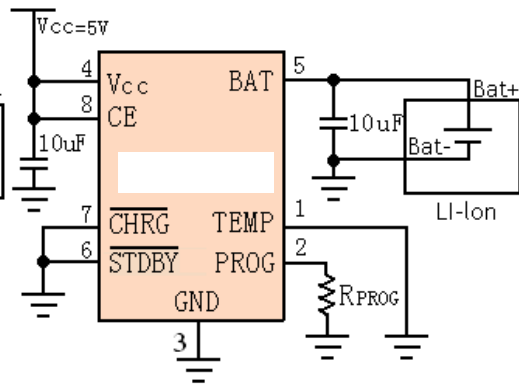 Vcc=5V
4
Vcc
BAT
5
8
CE
Bat+
10uF
10uF
Bat-
7
CHRG
TEMP
1
LI-lon
6
STDBY
PROG
2
RPROG
GND
3